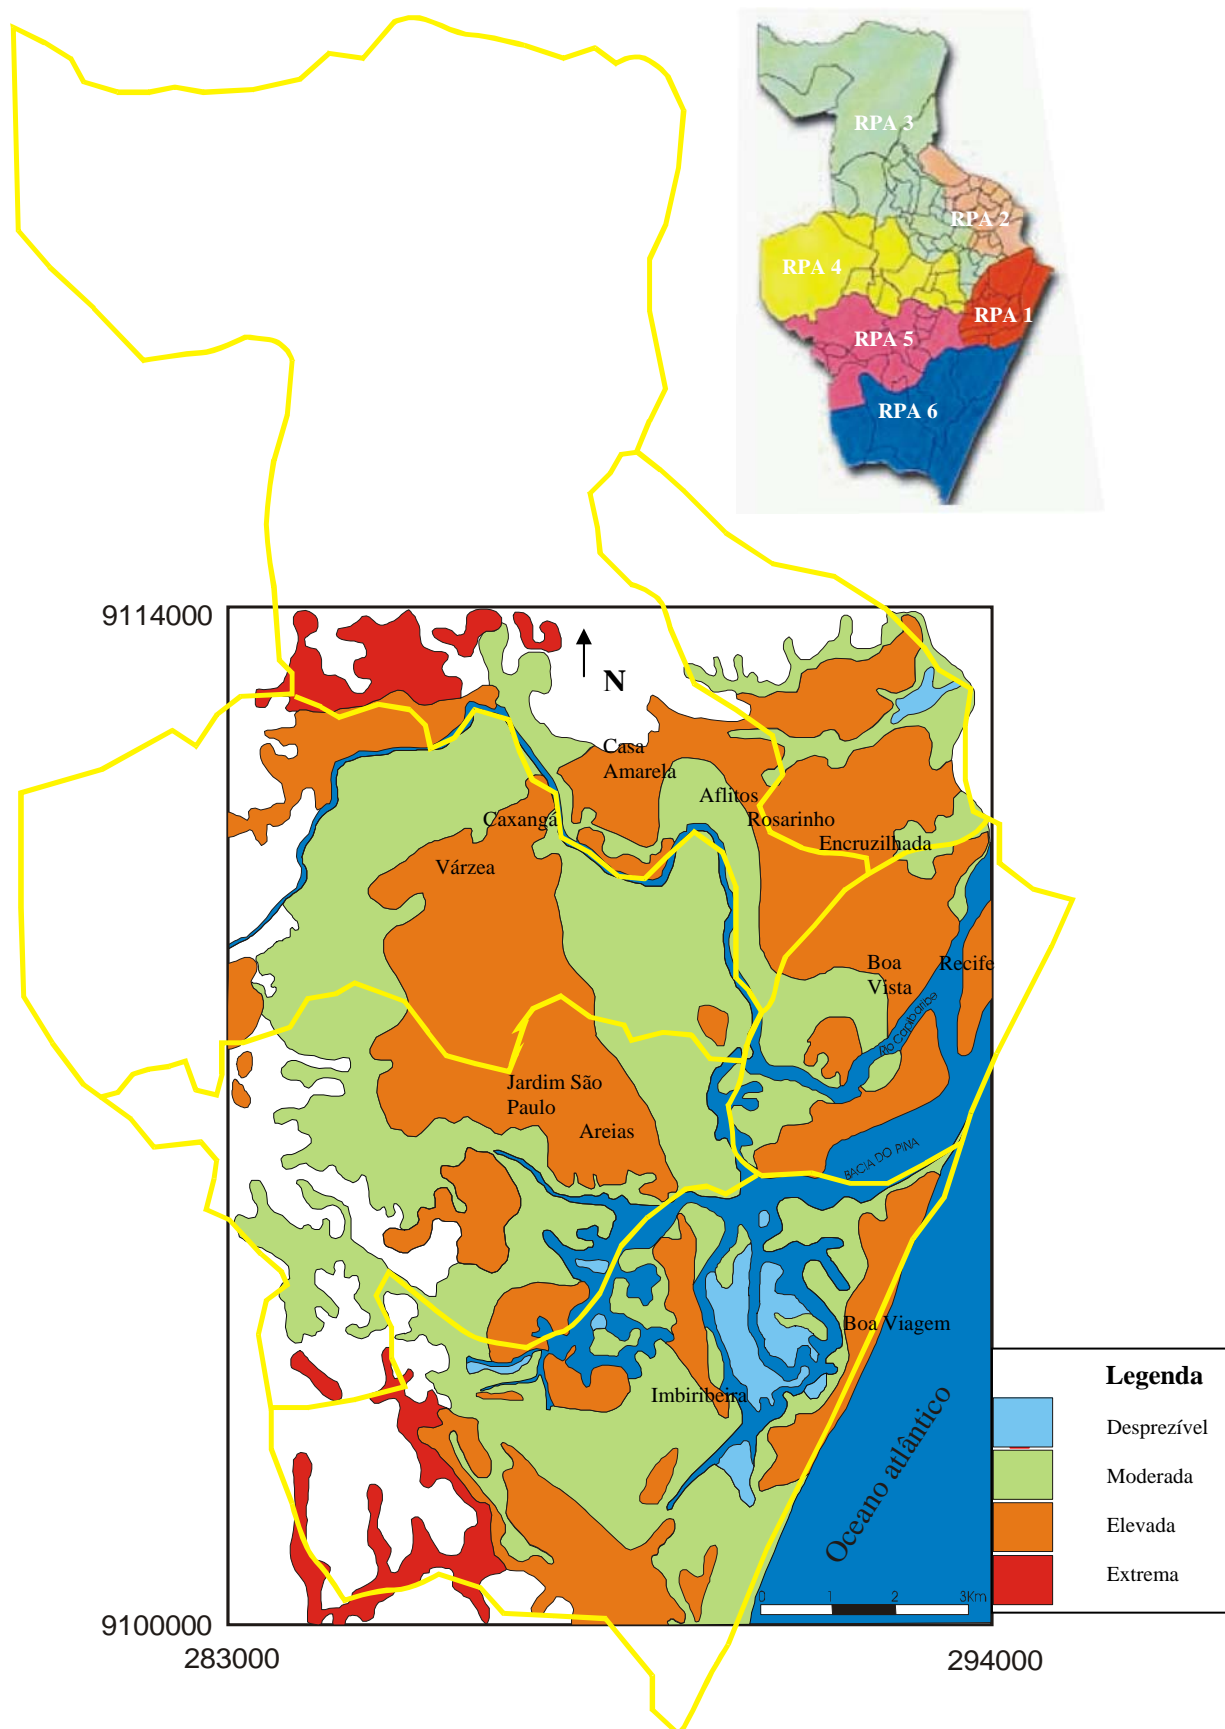 RPA 3
RPA 2
RPA 4
RPA 1
RPA 5
RPA 6
9114000
N
Casa
Amarela
Aflitos
Caxangá
Rosarinho
Encruzilhada
Várzea
Boa
Vista
Recife
Rio Capibaribe
Jardim São
Paulo
Areias
BACIA DO PINA
Boa Viagem
Imbiribeira
Oceano atlântico
Legenda
Desprezível
Moderada
Elevada
Extrema
0 1 2 3Km
9100000
283000
294000